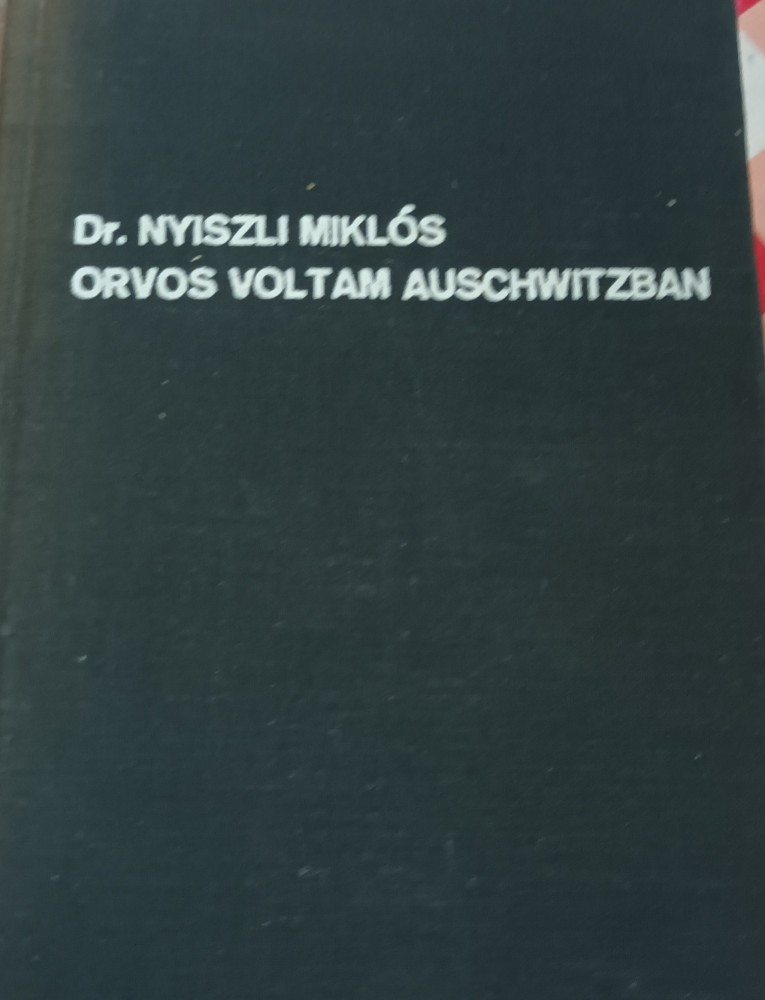 Dr. NYISZLI MIKLÓS
ORVOS VOLTAM AUSCHWITZBAN